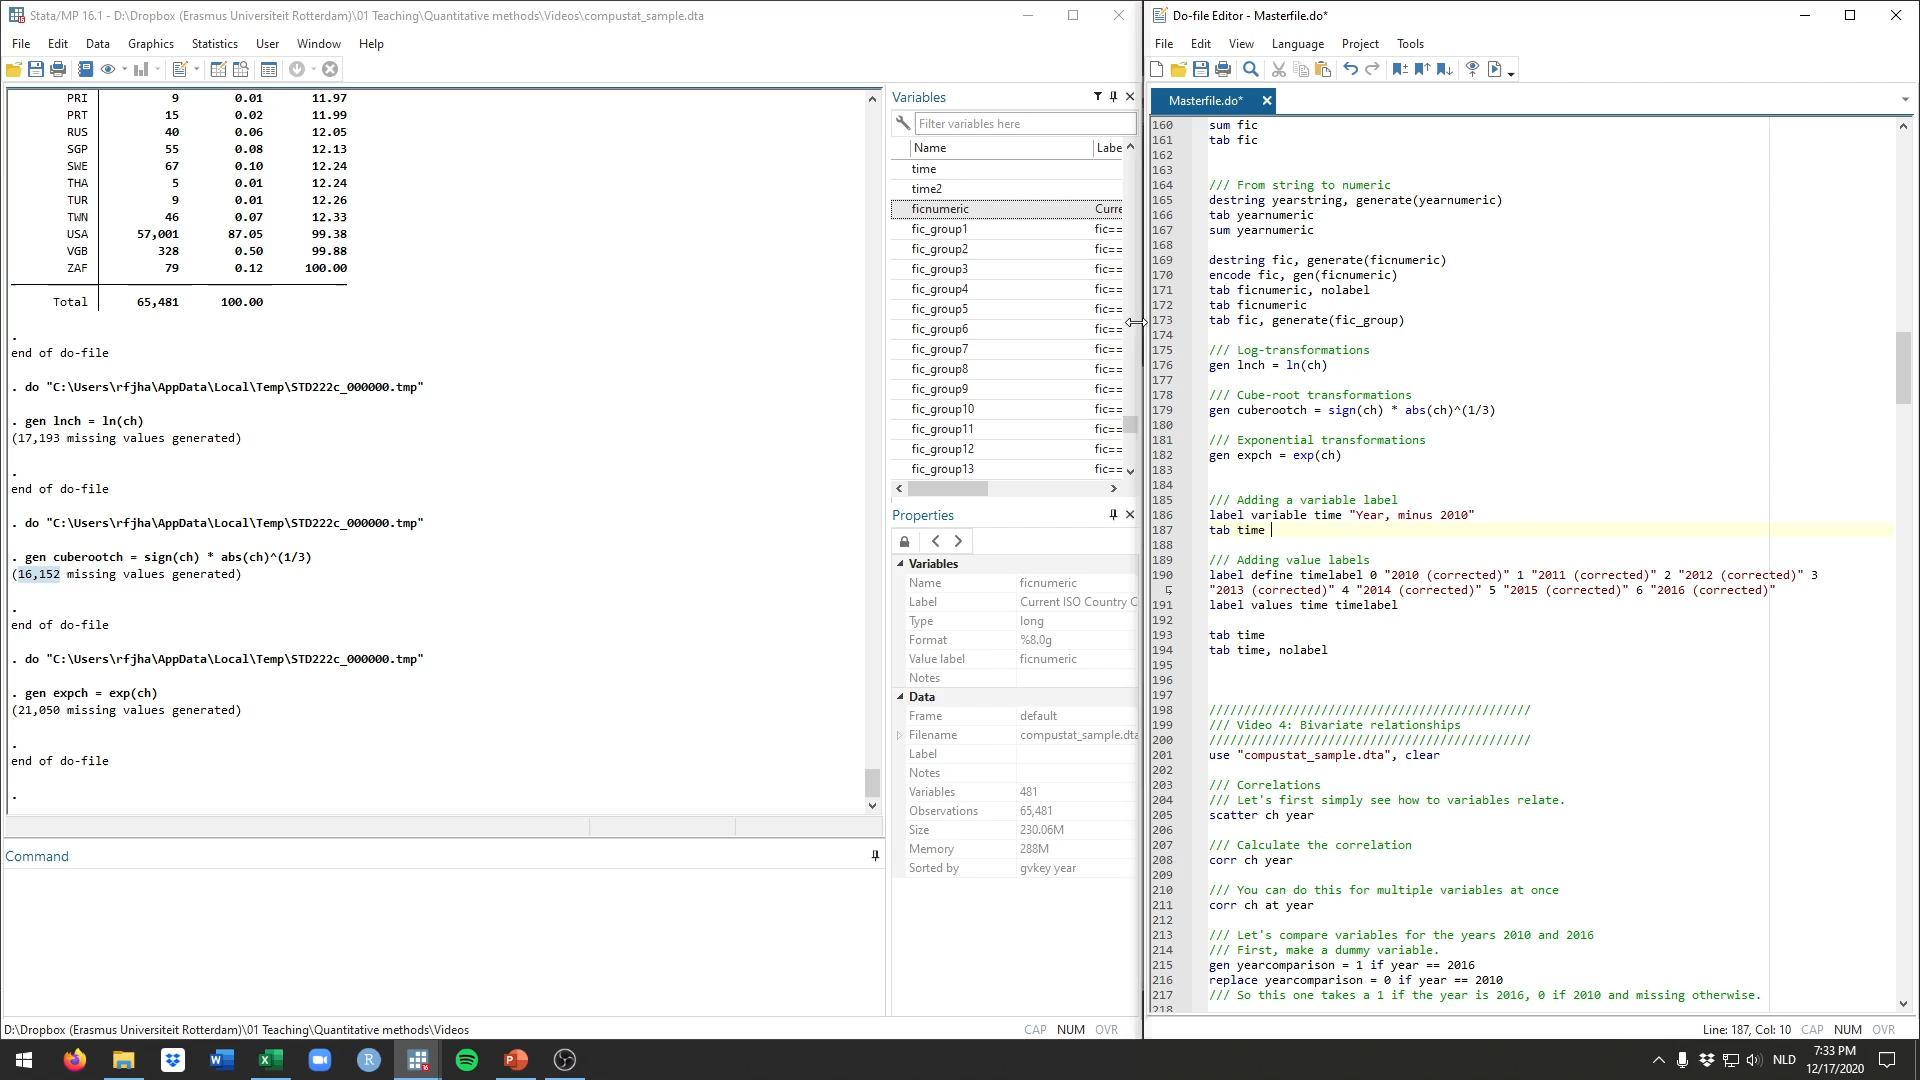 Stata/MP 16.1 - D:\Dropbox (Erasmus Universiteit Rotterdam)\01 Teaching\Quantitative methods\Videos\compustat_sample.dta
File Edit Data Graphics Statistics User Window Help
PRI 9 0.01 11.97
PRT 15 0.02 11.99
RUS 40 0.06 12.05
SGP 55 0.08 12.13
SWE 67 0.10 12.24
THA 5 0.01 12.24
TUR 9 0.01 12.26
TWN 46 0.07 12.33
USA 57,001 87.05 99.38
VGB 328 0.50 99.88
ZAF 79 0.12 100.00
Total 65,481 100.00
.
end of do-file
. do "C:\Users\rfjha\AppData\Local\Temp\STD222c_000000.tmp"
. gen lnch = ln(ch)
(17,193 missing values generated)
.
end of do-file
. do "C:\Users\rfjha\AppData\Local\Temp\STD222c_000000.tmp"
. gen cuberootch = sign(ch) * abs(ch)^(1/3)
(16,152 missing values generated)
.
end of do-file
. do "C:\Users\rfjha\AppData\Local\Temp\STD222c_000000.tmp"
. gen expch = exp(ch)
(21,050 missing values generated)
.
end of do-file
.
Command
D:\Dropbox (Erasmus Universiteit Rotterdam)\01 Teaching\Quantitative methods\Videos
CAP NUM OVR
Variables
Filter variables here
Name Labe
time
time2
ficnumeric Curre
fic_group1 fic==
fic_group2 fic==
fic_group3 fic==
fic_group4 fic==
fic_group5 fic==
fic_group6 fic==
fic_group7 fic==
fic_group8 fic==
fic_group9 fic==
fic_group10 fic==
fic_group11 fic==
fic_group12 fic==
fic_group13 fic==
Properties
Variables
Name ficnumeric
Label Current ISO Country C
Type long
Format %8.0g
Value label ficnumeric
Notes
Data
Frame default
Filename compustat_sample.dta
Label
Notes
Variables 481
Observations 65,481
Size 230.06M
Memory 288M
Sorted by gvkey year
Do-file Editor - Masterfile.do*
File Edit View Language Project Tools
Masterfile.do*
160 sum fic
161 tab fic
162
163
164 /// From string to numeric
165 destring yearstring, generate(yearnumeric)
166 tab yearnumeric
167 sum yearnumeric
168
169 destring fic, generate(ficnumeric)
170 encode fic, gen(ficnumeric)
171 tab ficnumeric, nolabel
172 tab ficnumeric
173 tab fic, generate(fic_group)
174
175 /// Log-transformations
176 gen lnch = ln(ch)
177
178 /// Cube-root transformations
179 gen cuberootch = sign(ch) * abs(ch)^(1/3)
180
181 /// Exponential transformations
182 gen expch = exp(ch)
183
184
185 /// Adding a variable label
186 label variable time "Year, minus 2010"
187 tab time
188
189 /// Adding value labels
190 label define timelabel 0 "2010 (corrected)" 1 "2011 (corrected)" 2 "2012 (corrected)" 3
"2013 (corrected)" 4 "2014 (corrected)" 5 "2015 (corrected)" 6 "2016 (corrected)"
191 label values time timelabel
192
193 tab time
194 tab time, nolabel
195
196
197
198 //////////////////////////////////////////////
199 /// Video 4: Bivariate relationships
200 //////////////////////////////////////////////
201 use "compustat_sample.dta", clear
202
203 /// Correlations
204 /// Let's first simply see how to variables relate.
205 scatter ch year
206
207 /// Calculate the correlation
208 corr ch year
209
210 /// You can do this for multiple variables at once
211 corr ch at year
212
213 /// Let's compare variables for the years 2010 and 2016
214 /// First, make a dummy variable.
215 gen yearcomparison = 1 if year == 2016
216 replace yearcomparison = 0 if year == 2010
217 /// So this one takes a 1 if the year is 2016, 0 if 2010 and missing otherwise.
218
Line: 187, Col: 10 CAP NUM OVR
NLD
7:33 PM
12/17/2020